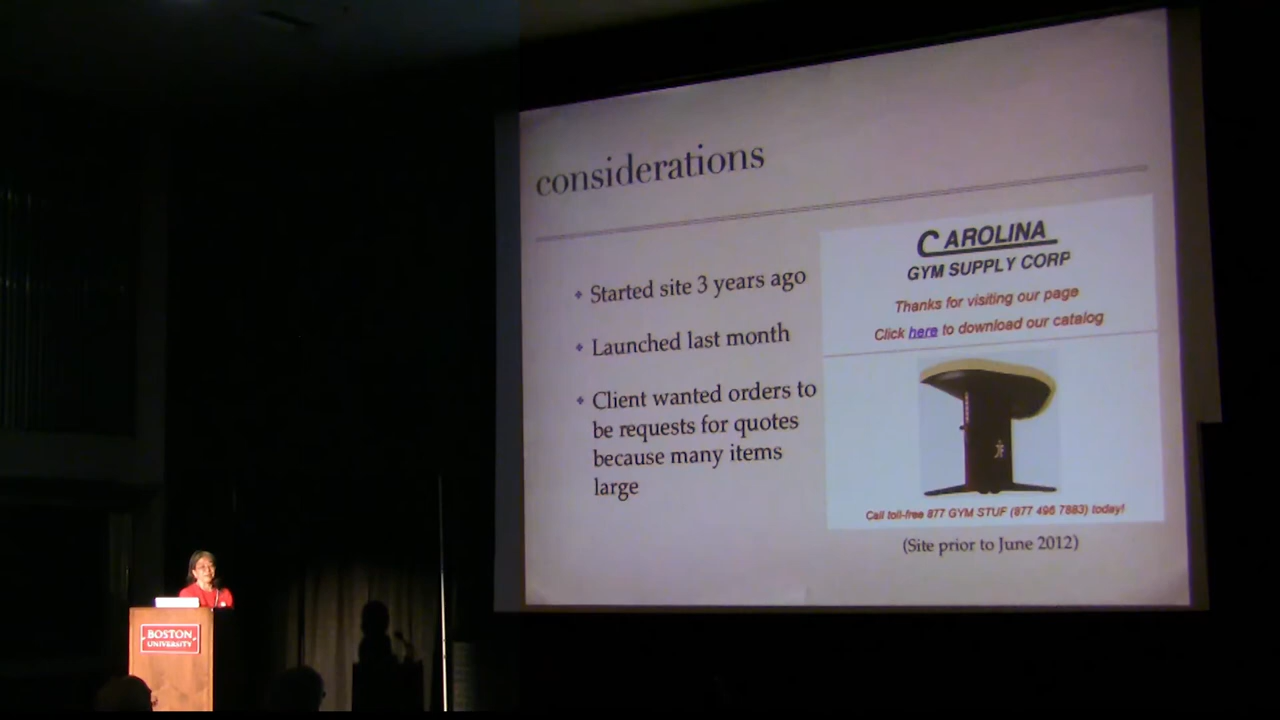 considerations
Started site 3 years ago
Launched last month
Client wanted orders to
be requests for quotes
because many items
large
CAROLINA
GYM SUPPLY CORP
Thanks for visiting our page
Click here to download our catalog
Call toll-free 877 GYM STUF (877 496 7883) today!
(Site prior to June 2012)
BOSTON
UNIVERSITY